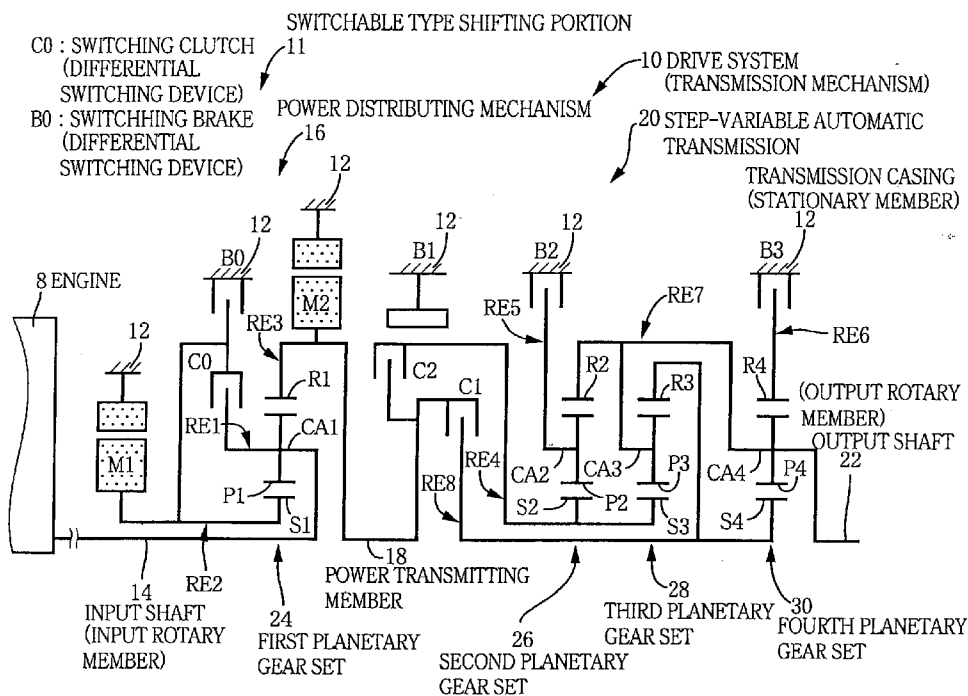 SWITCHABLE TYPE SHIFTING PORTION
11
C0 : SWITCHING CLUTCH
(DIFFERENTIAL
SWITCHING DEVICE)
B0 : SWITCHHING BRAKE
(DIFFERENTIAL
SWITCHING DEVICE)
10 DRIVE SYSTEM
(TRANSMISSION MECHANISM)
POWER DISTRIBUTING MECHANISM
16
20 STEP-VARIABLE AUTOMATIC
TRANSMISSION
TRANSMISSION CASING
(STATIONARY MEMBER)
12
12
12
12
12
12
B0
B1
B2
B3
8 ENGINE
M2
RE3
RE5
RE7
RE6
C0
C2
C1
R1
R2
R3
R4
(OUTPUT ROTARY
MEMBER)
OUTPUT SHAFT
22
RE1
CA1
M1
RE4
RE8
CA2
CA3
CA4
P1
S1
S2
P2
P3
S3
P4
S4
RE2
14
INPUT SHAFT
(INPUT ROTARY
MEMBER)
24
FIRST PLANETARY
GEAR SET
18
POWER TRANSMITTING
MEMBER
26
SECOND PLANETARY
GEAR SET
28
THIRD PLANETARY
GEAR SET
30
FOURTH PLANETARY
GEAR SET